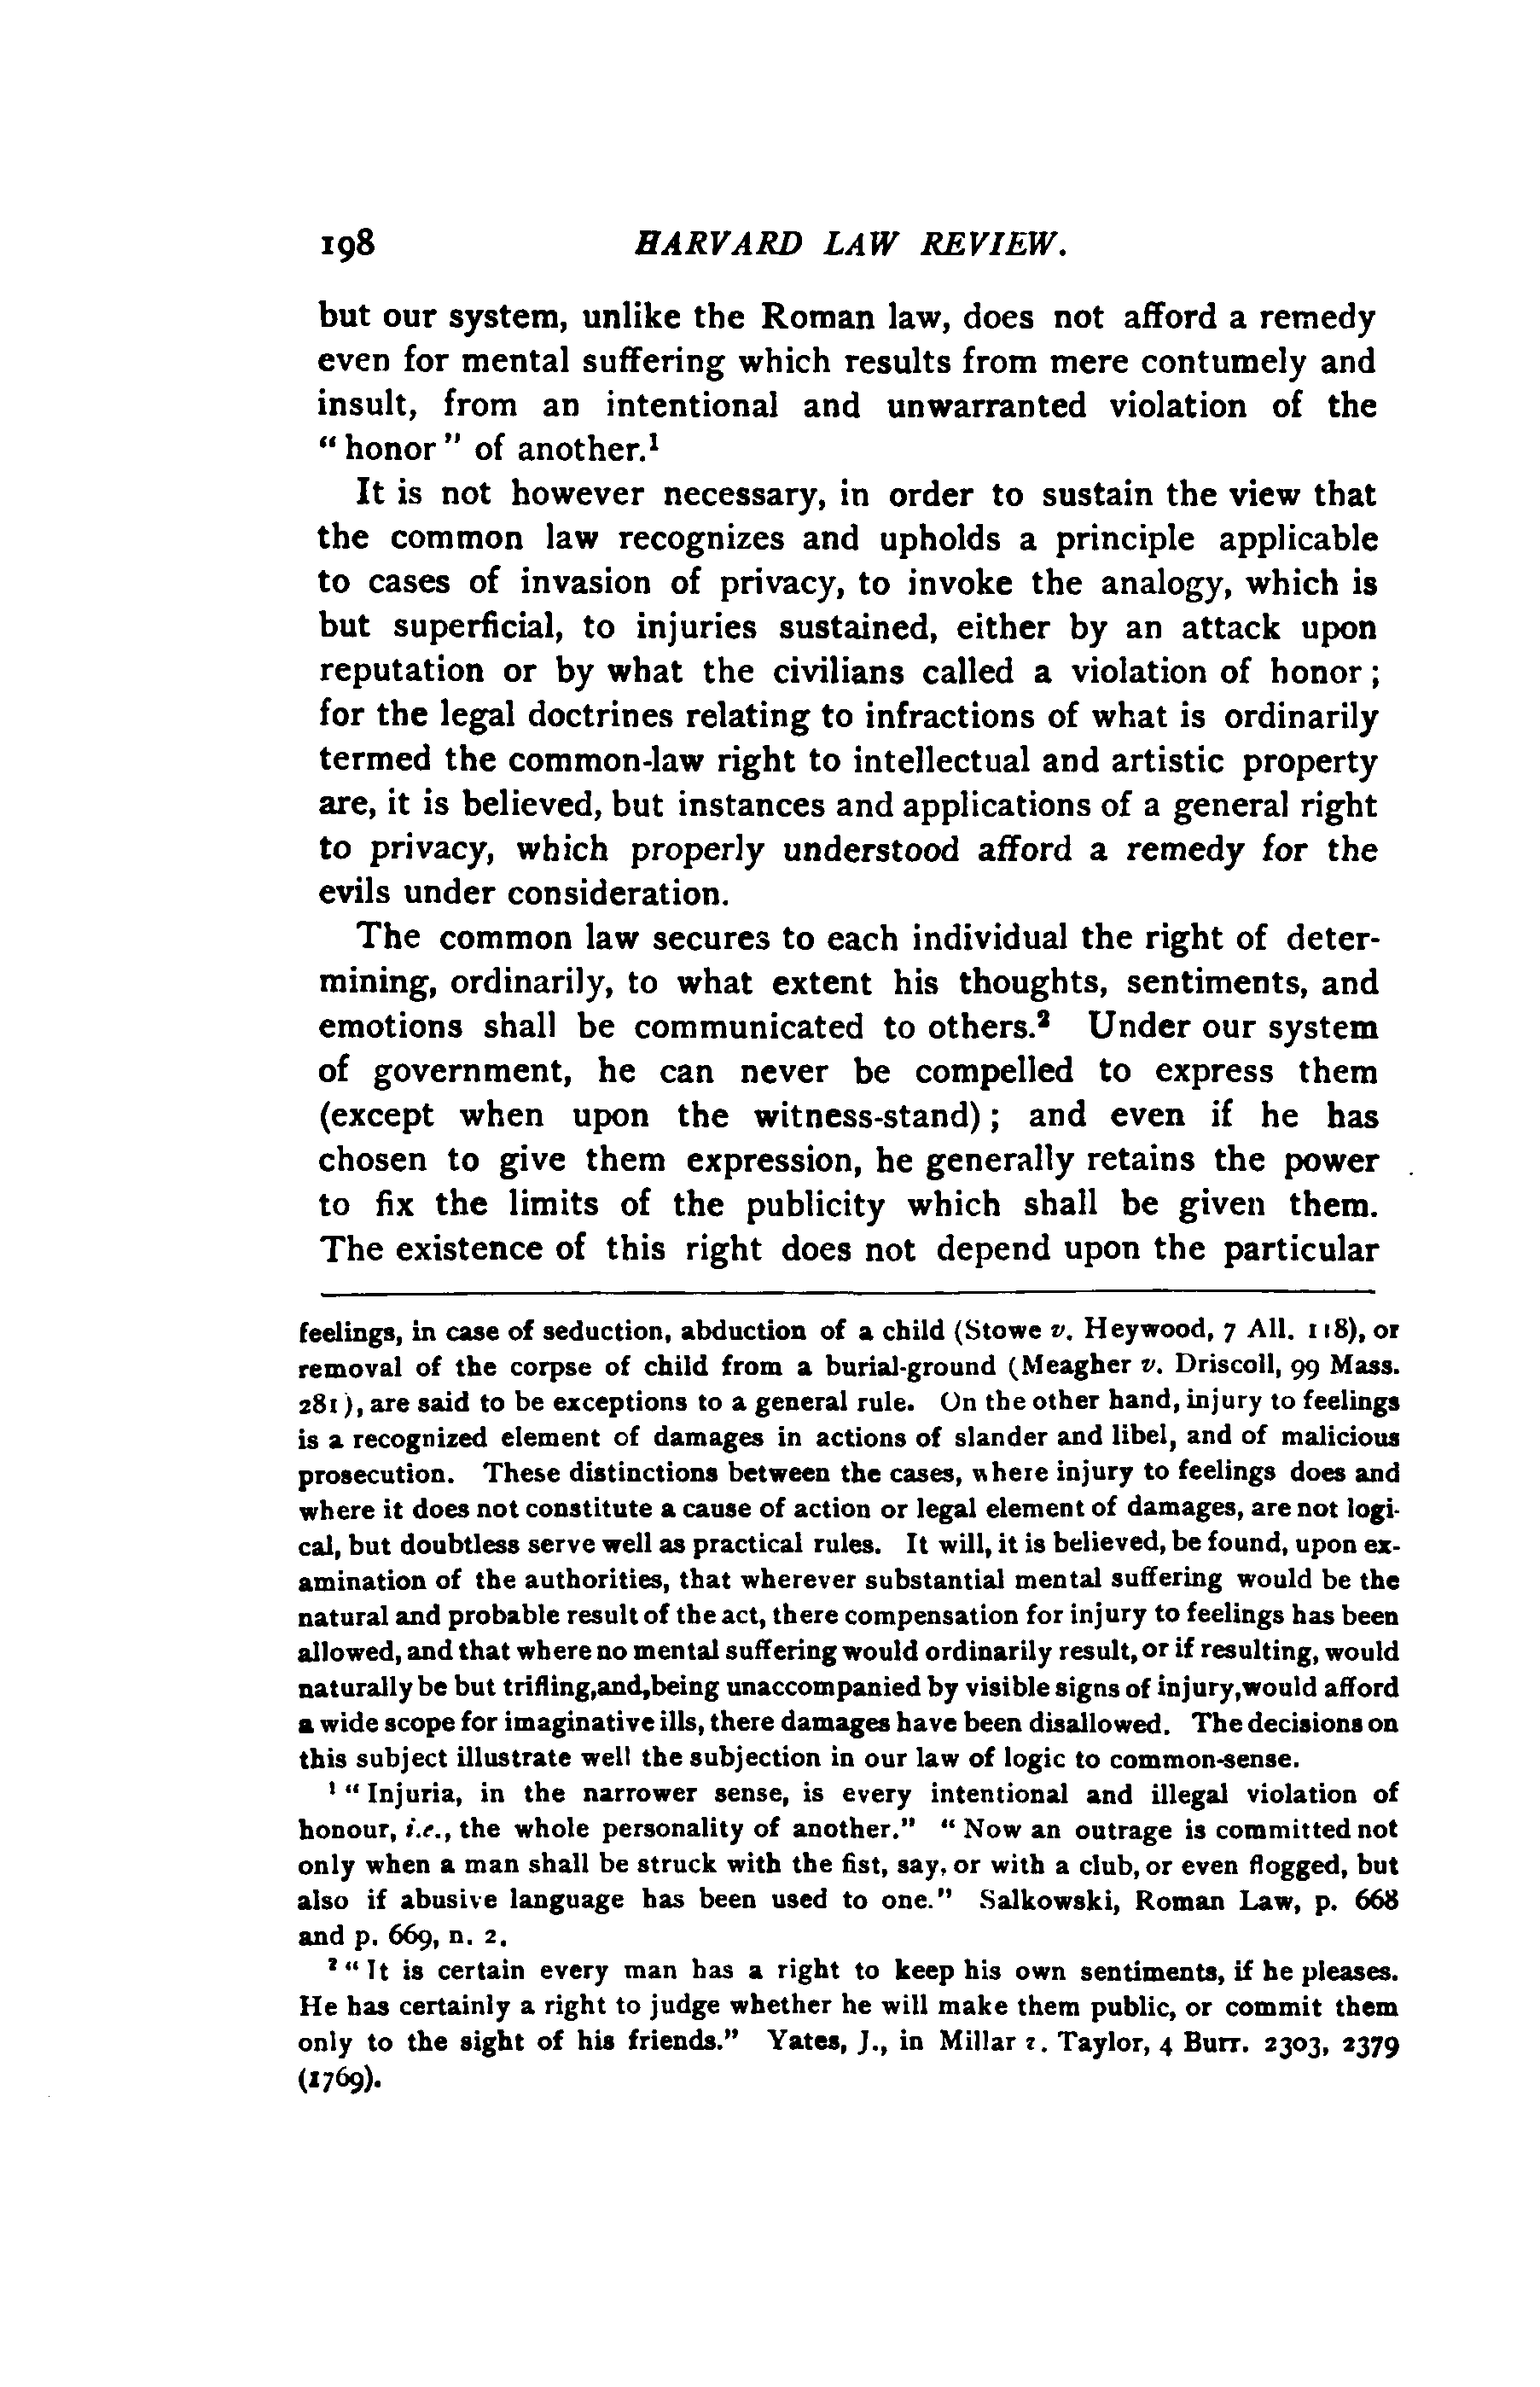 198 HARVARD LAW REVIEW.
but our system, unlike the Roman law, does not afford a remedy
even for mental suffering which results from mere contumely and
insult, from an intentional and unwarranted violation of the
“ honor ” of another.¹
It is not however necessary, in order to sustain the view that
the common law recognizes and upholds a principle applicable
to cases of invasion of privacy, to invoke the analogy, which is
but superficial, to injuries sustained, either by an attack upon
reputation or by what the civilians called a violation of honor;
for the legal doctrines relating to infractions of what is ordinarily
termed the common-law right to intellectual and artistic property
are, it is believed, but instances and applications of a general right
to privacy, which properly understood afford a remedy for the
evils under consideration.
The common law secures to each individual the right of deter-
mining, ordinarily, to what extent his thoughts, sentiments, and
emotions shall be communicated to others.² Under our system
of government, he can never be compelled to express them
(except when upon the witness-stand); and even if he has
chosen to give them expression, he generally retains the power
to fix the limits of the publicity which shall be given them.
The existence of this right does not depend upon the particular
feelings, in case of seduction, abduction of a child (Stowe v. Heywood, 7 All. 118), or
removal of the corpse of child from a burial-ground (Meagher v. Driscoll, 99 Mass.
281), are said to be exceptions to a general rule. On the other hand, injury to feelings
is a recognized element of damages in actions of slander and libel, and of malicious
prosecution. These distinctions between the cases, where injury to feelings does and
where it does not constitute a cause of action or legal element of damages, are not logi-
cal, but doubtless serve well as practical rules. It will, it is believed, be found, upon ex-
amination of the authorities, that wherever substantial mental suffering would be the
natural and probable result of the act, there compensation for injury to feelings has been
allowed, and that where no mental suffering would ordinarily result, or if resulting, would
naturally be but trifling,and,being unaccompanied by visible signs of injury,would afford
a wide scope for imaginative ills, there damages have been disallowed. The decisions on
this subject illustrate well the subjection in our law of logic to common-sense.
¹ “ Injuria, in the narrower sense, is every intentional and illegal violation of
honour, i.e., the whole personality of another.” “ Now an outrage is committed not
only when a man shall be struck with the fist, say, or with a club, or even flogged, but
also if abusive language has been used to one.” Salkowski, Roman Law, p. 668
and p. 669, n. 2.
² “ It is certain every man has a right to keep his own sentiments, if he pleases.
He has certainly a right to judge whether he will make them public, or commit them
only to the sight of his friends.” Yates, J., in Millar v. Taylor, 4 Burr. 2303, 2379
(1769).